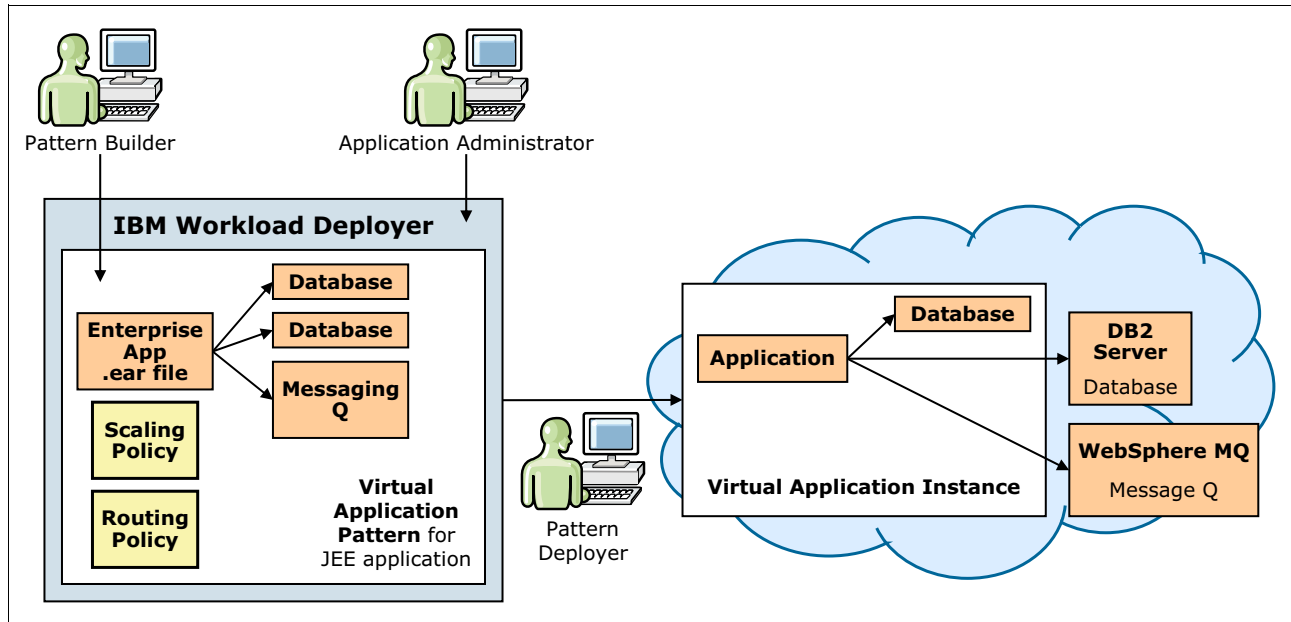 Pattern Builder
Application Administrator
IBM Workload Deployer
Enterprise
App
.ear file
Database
Database
Messaging
Q
Scaling
Policy
Routing
Policy
Virtual
Application
Pattern for
JEE application
Pattern
Deployer
Application
Database
Virtual Application Instance
DB2
Server
Database
WebSphere MQ
Message Q